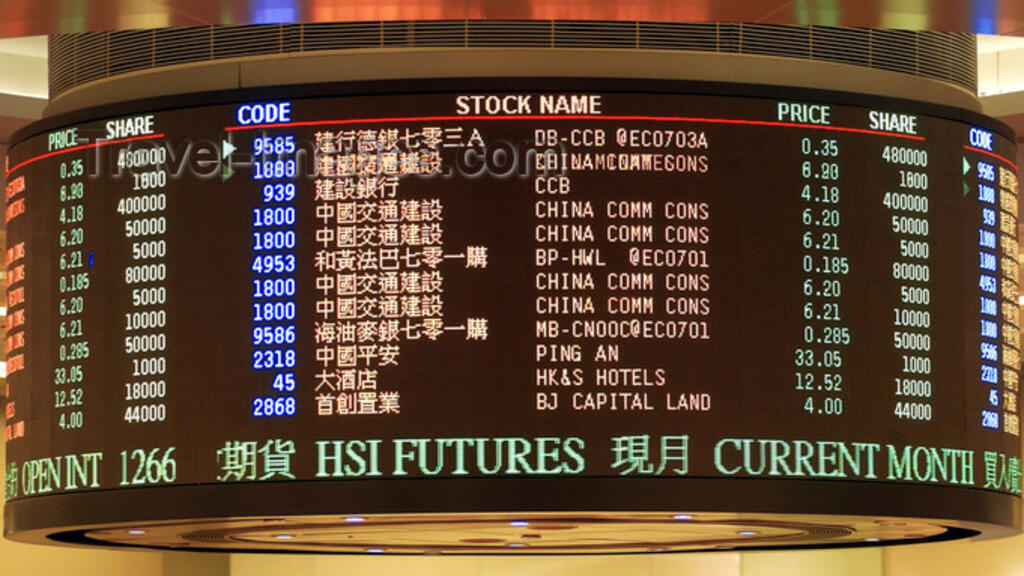 PRICE SHARE CODE STOCK NAME PRICE SHARE CODE
0.35 480000 9585 建行德銀七零三A DB-CCB @EC0703A 0.35 480000 9585
1800 1800 中國交通建設 1800 1800
4.18 400000 939 建設銀行 CCB 4.18 400000 939
6.20 50000 1800 中國交通建設 CHINA COMM CONS 6.20 50000 1800
6.21 5000 1800 中國交通建設 CHINA COMM CONS 6.21 5000 1800
0.185 80000 4953 和黃法巴七零一購 BP-HWL @EC0701 0.185 80000 4953
6.20 5000 1800 中國交通建設 CHINA COMM CONS 6.20 5000 1800
6.21 10000 1800 中國交通建設 CHINA COMM CONS 6.21 10000 1800
0.285 50000 9586 海油麥銀七零一購 MB-CNOOC@EC0701 0.285 50000 9586
33.05 1000 2318 中國平安 PING AN 33.05 1000 2318
12.52 18000 45 大酒店 HK&S HOTELS 12.52 18000 45
4.00 44000 2868 首創置業 BJ CAPITAL LAND 4.00 44000 2868
OPEN INT 1266 期貨 HSI FUTURES 現月 CURRENT MONTH 買入